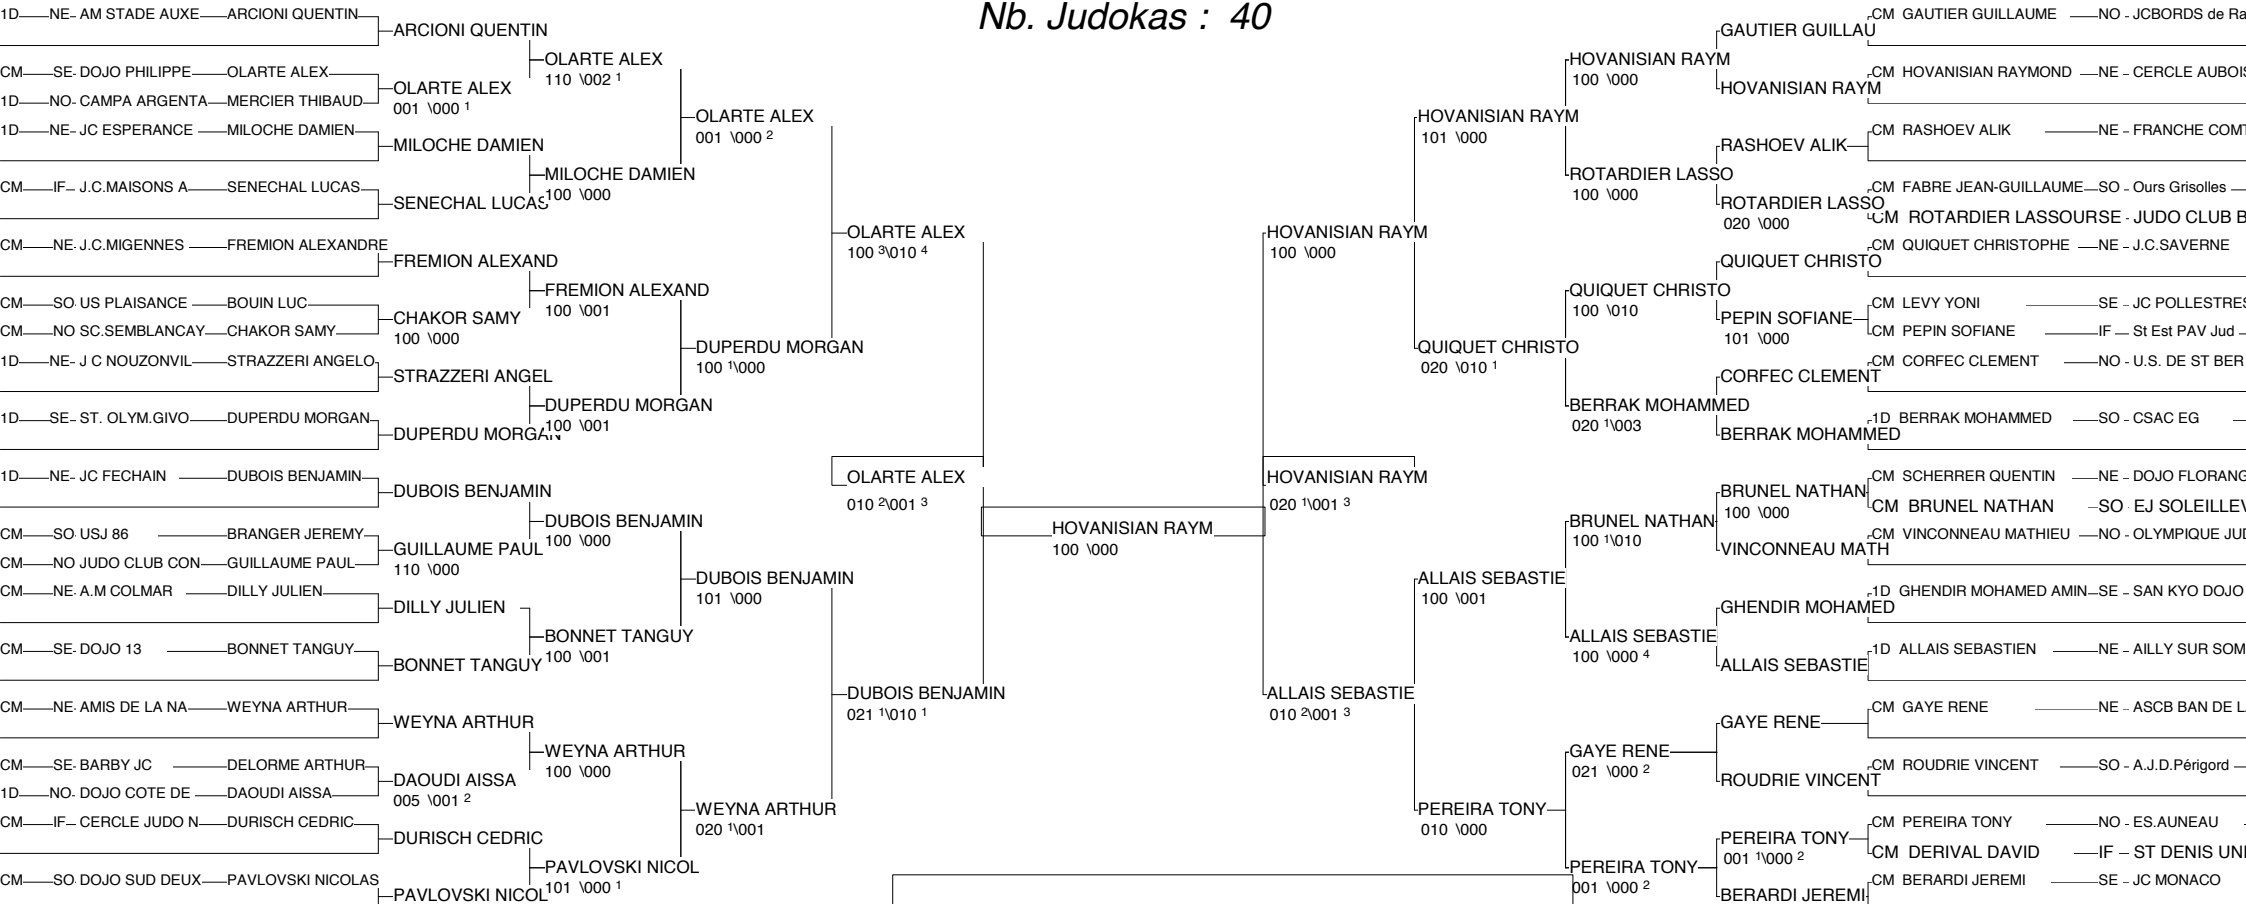 Nb. Judokas : 40
1D NE- AM STADE AUXE ARCIONI QUENTIN
CM SE- DOJO PHILIPPE OLARTE ALEX
1D NO- CAMPA ARGENTA MERCIER THIBAUD
1D NE- JC ESPERANCE MILOCHE DAMIEN
CM IF- J.C.MAISONS A SENECHAL LUCAS
CM NE- J.C.MIGENNES FREMION ALEXANDRE
CM SO US PLAISANCE BOUIN LUC
CM NO SC.SEMBLANCAY CHAKOR SAMY
1D NE- J C NOUZONVIL STRAZZERI ANGELO
1D SE- ST. OLYM.GIVO DUPERDU MORGAN
1D NE- JC FECHAIN DUBOIS BENJAMIN
CM SO USJ 86 BRANGER JEREMY
CM NO JUDO CLUB CON GUILLAUME PAUL
CM NE- A.M COLMAR DILLY JULIEN
CM SE- DOJO 13 BONNET TANGUY
CM NE- AMIS DE LA NA WEYNA ARTHUR
CM SE- BARBY JC DELORME ARTHUR
1D NO- DOJO COTE DE DAOUDI AISSA
CM IF- CERCLE JUDO N DURISCH CEDRIC
CM SO DOJO SUD DEUX PAVLOVSKI NICOLAS
ARCIONI QUENTIN
OLARTE ALEX
001 \000 1
MILOCHE DAMIEN
SENECHAL LUCAS
FREMION ALEXAND
CHAKOR SAMY
100 \000
STRAZZERI ANGEL
DUPERDU MORGAN
DUBOIS BENJAMIN
GUILLAUME PAUL
110 \000
DILLY JULIEN
BONNET TANGUY
WEYNA ARTHUR
DAOUDI AISSA
005 \001 2
DURISCH CEDRIC
PAVLOVSKI NICOL
OLARTE ALEX
110 \002 1
MILOCHE DAMIEN
100 \000
FREMION ALEXAND
100 \001
DUPERDU MORGAN
100 \001
DUBOIS BENJAMIN
100 \000
BONNET TANGUY
100 \001
WEYNA ARTHUR
100 \000
PAVLOVSKI NICOL
101 \000 1
OLARTE ALEX
001 \000 2
DUPERDU MORGAN
100 1\000
DUBOIS BENJAMIN
101 \000
WEYNA ARTHUR
020 1\001
OLARTE ALEX
100 3\010 4
OLARTE ALEX
010 2\001 3
DUBOIS BENJAMIN
021 1\010 1
HOVANISIAN RAYM
100 \000
HOVANISIAN RAYM
100 \000
HOVANISIAN RAYM
020 1\001 3
ALLAIS SEBASTIE
010 2\001 3
HOVANISIAN RAYM
101 \000
QUIQUET CHRISTO
020 \010 1
ALLAIS SEBASTIE
100 \001
PEREIRA TONY
010 \000
HOVANISIAN RAYM
100 \000
ROTARDIER LASSO
100 \000
QUIQUET CHRISTO
100 \010
BERRAK MOHAMMED
020 1\003
BRUNEL NATHAN
100 1\010
ALLAIS SEBASTIE
100 \000 4
GAYE RENE
021 \000 2
PEREIRA TONY
001 \000 2
GAUTIER GUILLAU
HOVANISIAN RAYM
RASHOEV ALIK
ROTARDIER LASSO
020 \000
QUIQUET CHRISTO
PEPIN SOFIANE
101 \000
CORFEC CLEMENT
BERRAK MOHAMMED
BRUNEL NATHAN
100 \000
VINCONNEAU MATH
GHENDIR MOHAMED
ALLAIS SEBASTIE
GAYE RENE
ROUDRIE VINCENT
PEREIRA TONY
001 1\000 2
BERARDI JEREMI
CM GAUTIER GUILLAUME NO - JCBORDS de Ra
CM HOVANISIAN RAYMOND NE - CERCLE AUBOIS
CM RASHOEV ALIK NE - FRANCHE COMT
CM FABRE JEAN-GUILLAUME SO - Ours Grisolles
CM ROTARDIER LASSOURSE - JUDO CLUB B
CM QUIQUET CHRISTOPHE NE - J.C.SAVERNE
CM LEVY YONI SE - JC POLLESTRES
CM PEPIN SOFIANE IF - St Est PAV Jud
CM CORFEC CLEMENT NO - U.S. DE ST BER
1D BERRAK MOHAMMED SO - CSAC EG
CM SCHERRER QUENTIN NE - DOJO FLORANG
CM BRUNEL NATHAN SO EJ SOLEILLEV
CM VINCONNEAU MATHIEU NO - OLYMPIQUE JUD
1D GHENDIR MOHAMED AMIN SE - SAN KYO DOJO
1D ALLAIS SEBASTIEN NE - AILLY SUR SOM
CM GAYE RENE NE - ASCB BAN DE L
CM ROUDRIE VINCENT SO - A.J.D.Périgord
CM PEREIRA TONY NO - ES.AUNEAU
CM DERIVAL DAVID IF - ST DENIS UNI
CM BERARDI JEREMI SE - JC MONACO